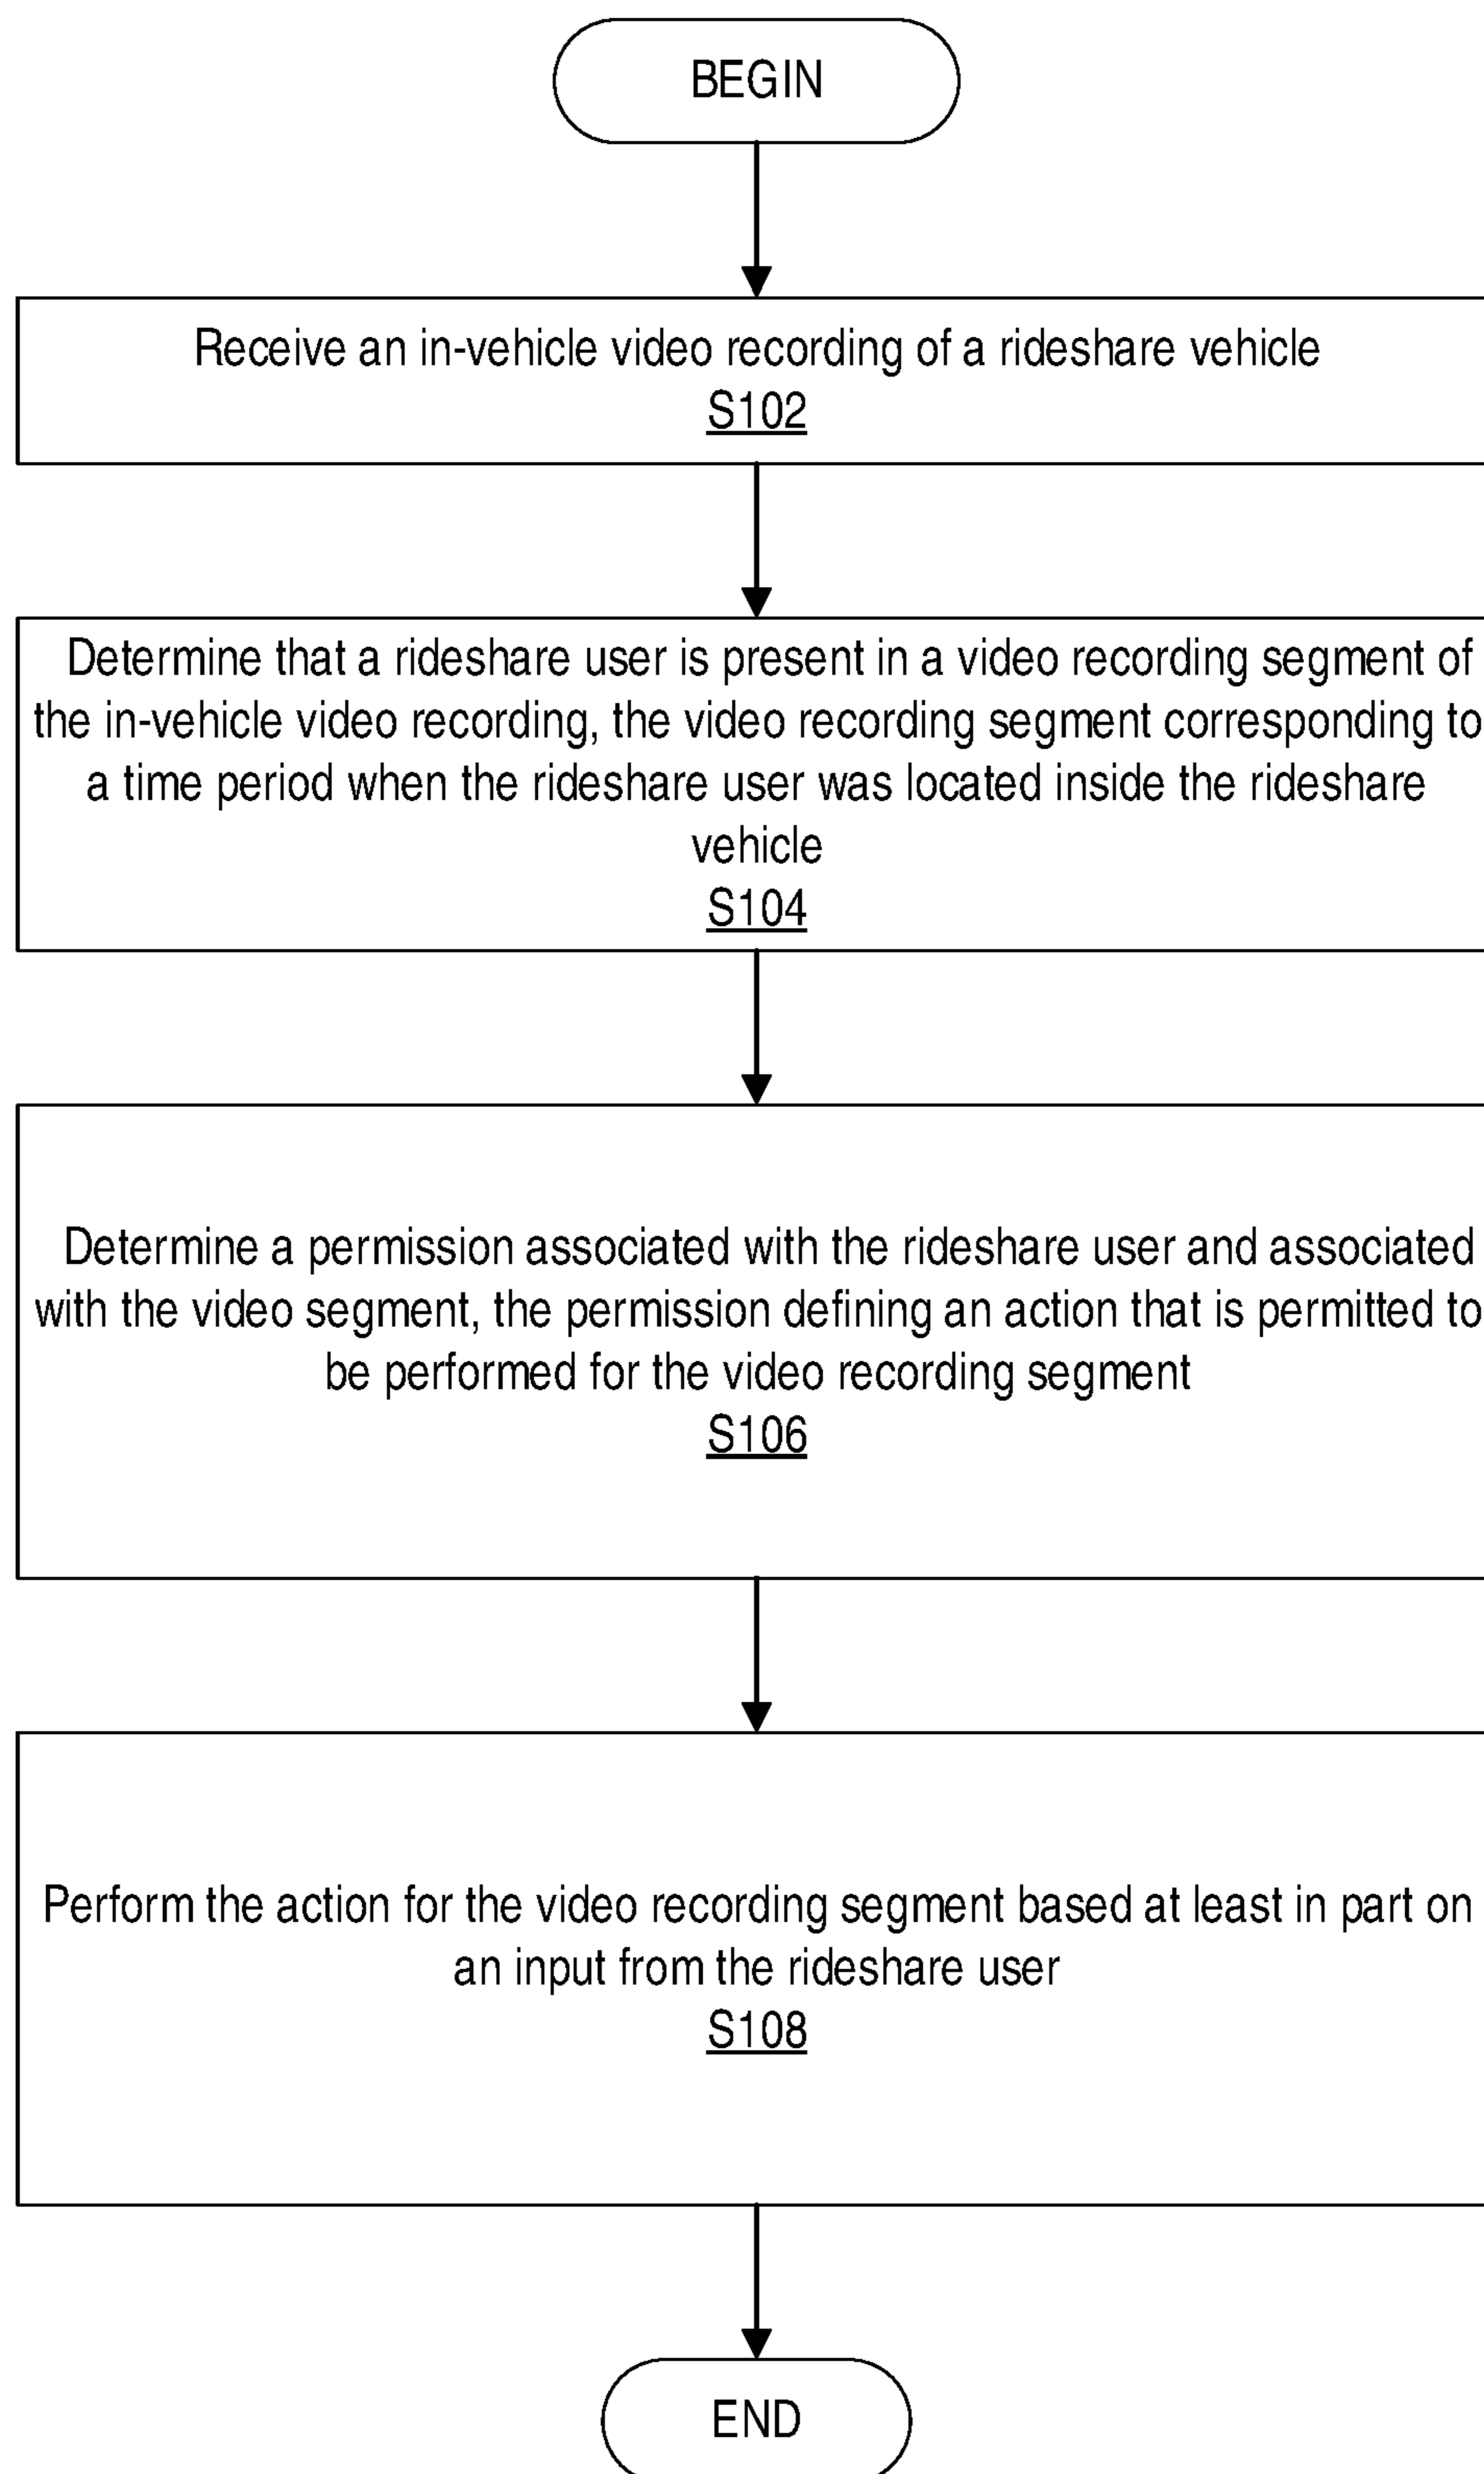 BEGIN
Receive an in-vehicle video recording of a rideshare vehicle
S102
Determine that a rideshare user is present in a video recording segment of
the in-vehicle video recording, the video recording segment corresponding to
a time period when the rideshare user was located inside the rideshare
vehicle
S104
Determine a permission associated with the rideshare user and associated
with the video segment, the permission defining an action that is permitted to
be performed for the video recording segment
S106
Perform the action for the video recording segment based at least in part on
an input from the rideshare user
S108
END